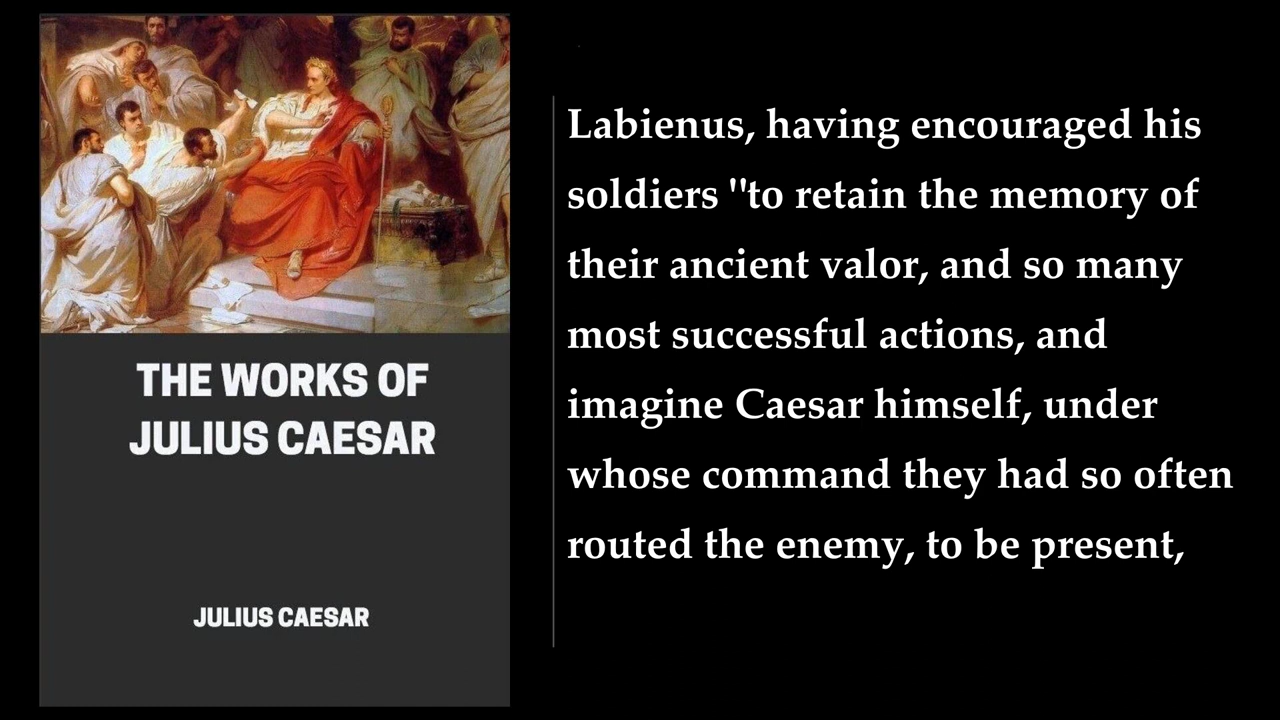 THE WORKS OF
JULIUS CAESAR
JULIUS CAESAR
Labienus, having encouraged his
soldiers "to retain the memory of
their ancient valor, and so many
most successful actions, and
imagine Caesar himself, under
whose command they had so often
routed the enemy, to be present,